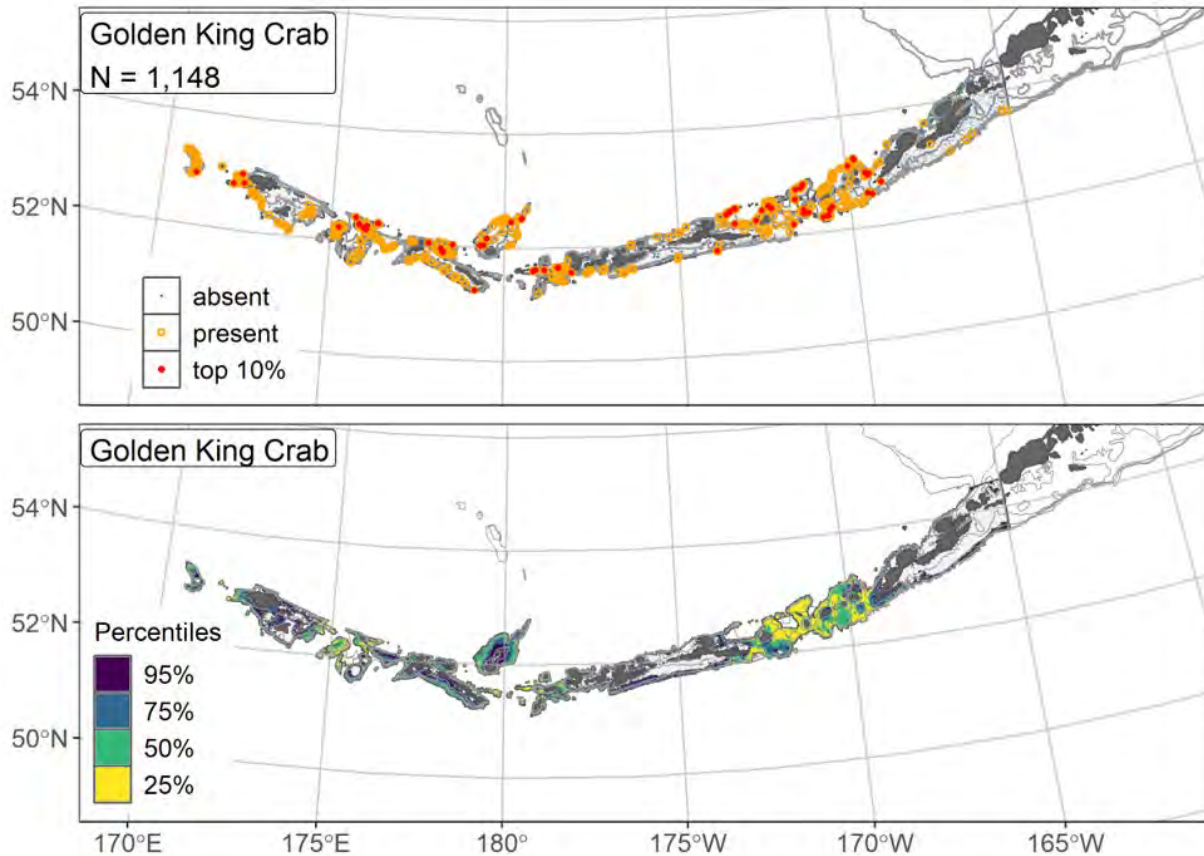 Golden King Crab
N = 1,148
54°N
52°N
50°N
absent
present
top 10%
Golden King Crab
54°N
52°N
50°N
Percentiles
95%
75%
50%
25%
170°E 175°E 180° 175°W 170°W 165°W